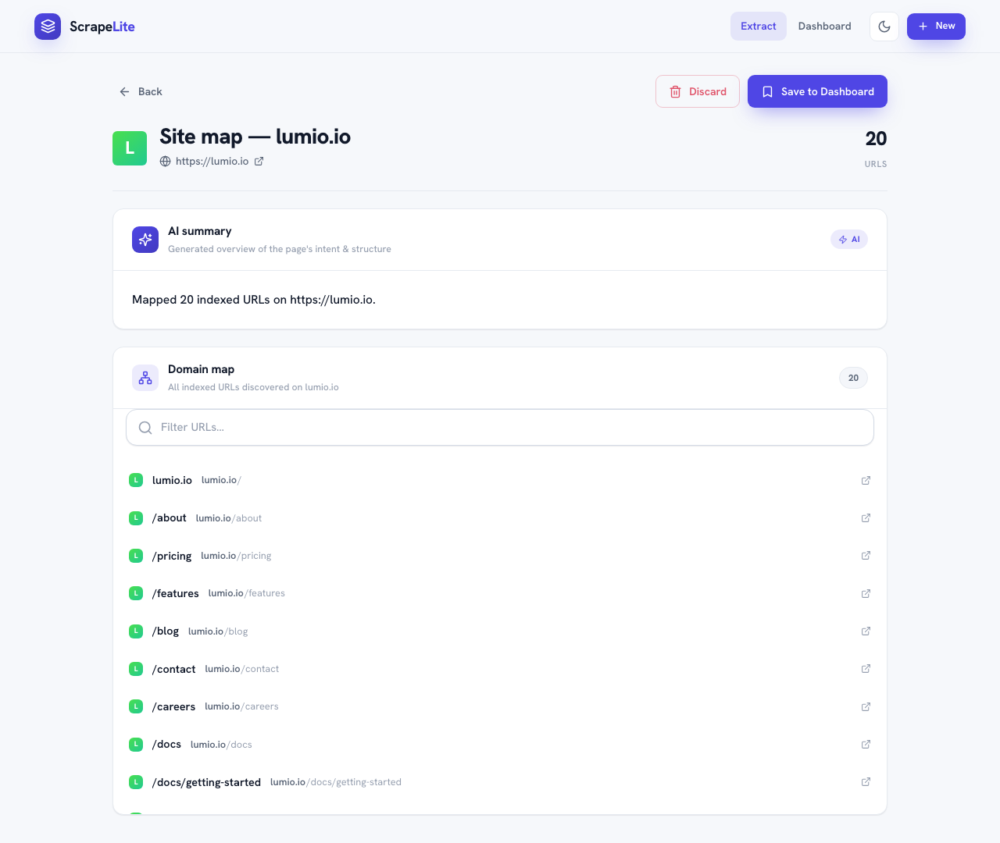 ScrapeLite
Extract
Dashboard
New
Back
Discard
Save to Dashboard
L
Site map — lumio.io
https://lumio.io
20
URLS
AI summary
Generated overview of the page's intent & structure
AI
Mapped 20 indexed URLs on https://lumio.io.
Domain map
All indexed URLs discovered on lumio.io
20
Filter URLs...
L lumio.io lumio.io/
L /about lumio.io/about
L /pricing lumio.io/pricing
L /features lumio.io/features
L /blog lumio.io/blog
L /contact lumio.io/contact
L /careers lumio.io/careers
L /docs lumio.io/docs
L /docs/getting-started lumio.io/docs/getting-started